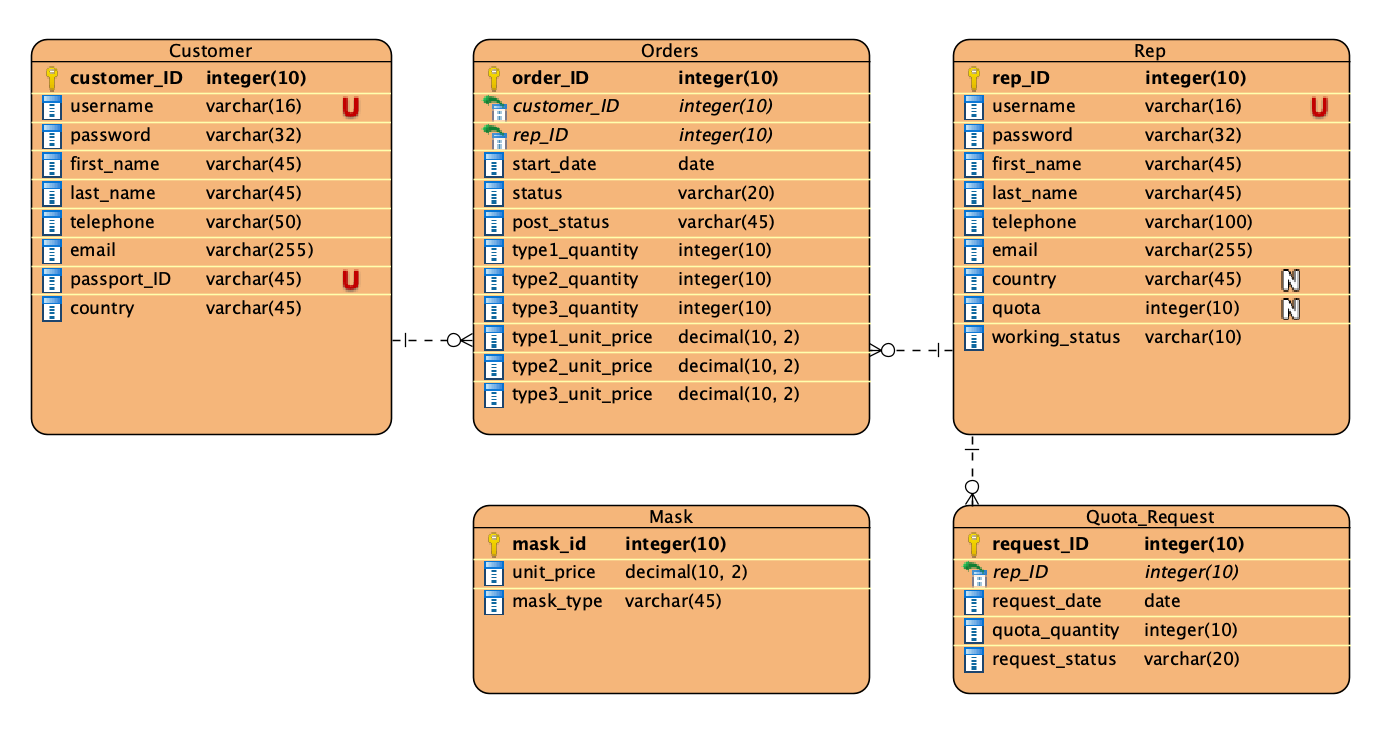 Customer
customer_ID integer(10)
username varchar(16) U
password varchar(32)
first_name varchar(45)
last_name varchar(45)
telephone varchar(50)
email varchar(255)
passport_ID varchar(45) U
country varchar(45)
Orders
order_ID integer(10)
customer_ID integer(10)
rep_ID integer(10)
start_date date
status varchar(20)
post_status varchar(45)
type1_quantity integer(10)
type2_quantity integer(10)
type3_quantity integer(10)
type1_unit_price decimal(10, 2)
type2_unit_price decimal(10, 2)
type3_unit_price decimal(10, 2)
Rep
rep_ID integer(10)
username varchar(16) U
password varchar(32)
first_name varchar(45)
last_name varchar(45)
telephone varchar(100)
email varchar(255)
country varchar(45) N
quota integer(10) N
working_status varchar(10)
Mask
mask_id integer(10)
unit_price decimal(10, 2)
mask_type varchar(45)
Quota_Request
request_ID integer(10)
rep_ID integer(10)
request_date date
quota_quantity integer(10)
request_status varchar(20)